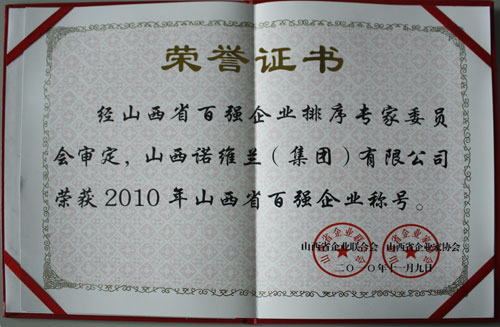 荣誉证书
经山西省百强企业排序专家委员
会审定，山西诺维兰（集团）有限公司
荣获2010年山西省百强企业称号。
山西省企业联合会 山西省企业家协会
二〇一〇年十一月九日